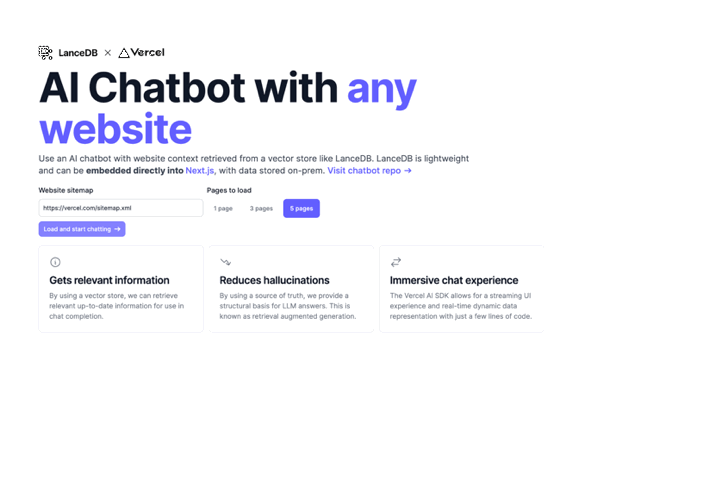 LanceDB × Vercel
AI Chatbot with any
website
Use an AI chatbot with website context retrieved from a vector store like LanceDB. LanceDB is lightweight
and can be embedded directly into Next.js, with data stored on-prem. Visit chatbot repo →
Website sitemap
Pages to load
https://vercel.com/sitemap.xml
1 page
3 pages
5 pages
Load and start chatting →
Gets relevant information
By using a vector store, we can retrieve
relevant up-to-date information for use in
chat completion.
Reduces hallucinations
By using a source of truth, we provide a
structural basis for LLM answers. This is
known as retrieval augmented generation.
Immersive chat experience
The Vercel AI SDK allows for a streaming UI
experience and real-time dynamic data
representation with just a few lines of code.